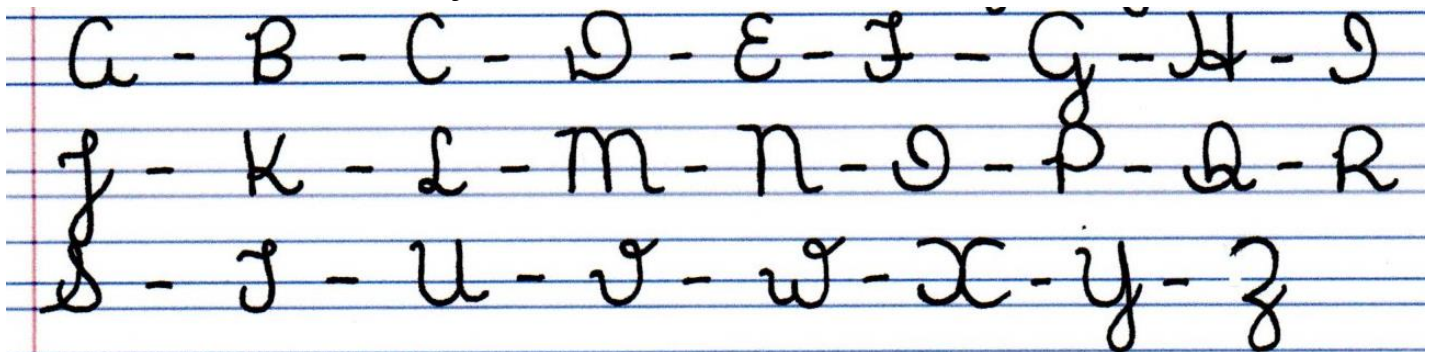 A - B - C - D - E - F - G - H - I
J - K - L - M - N - O - P - Q - R
S - T - U - V - W - X - Y - Z